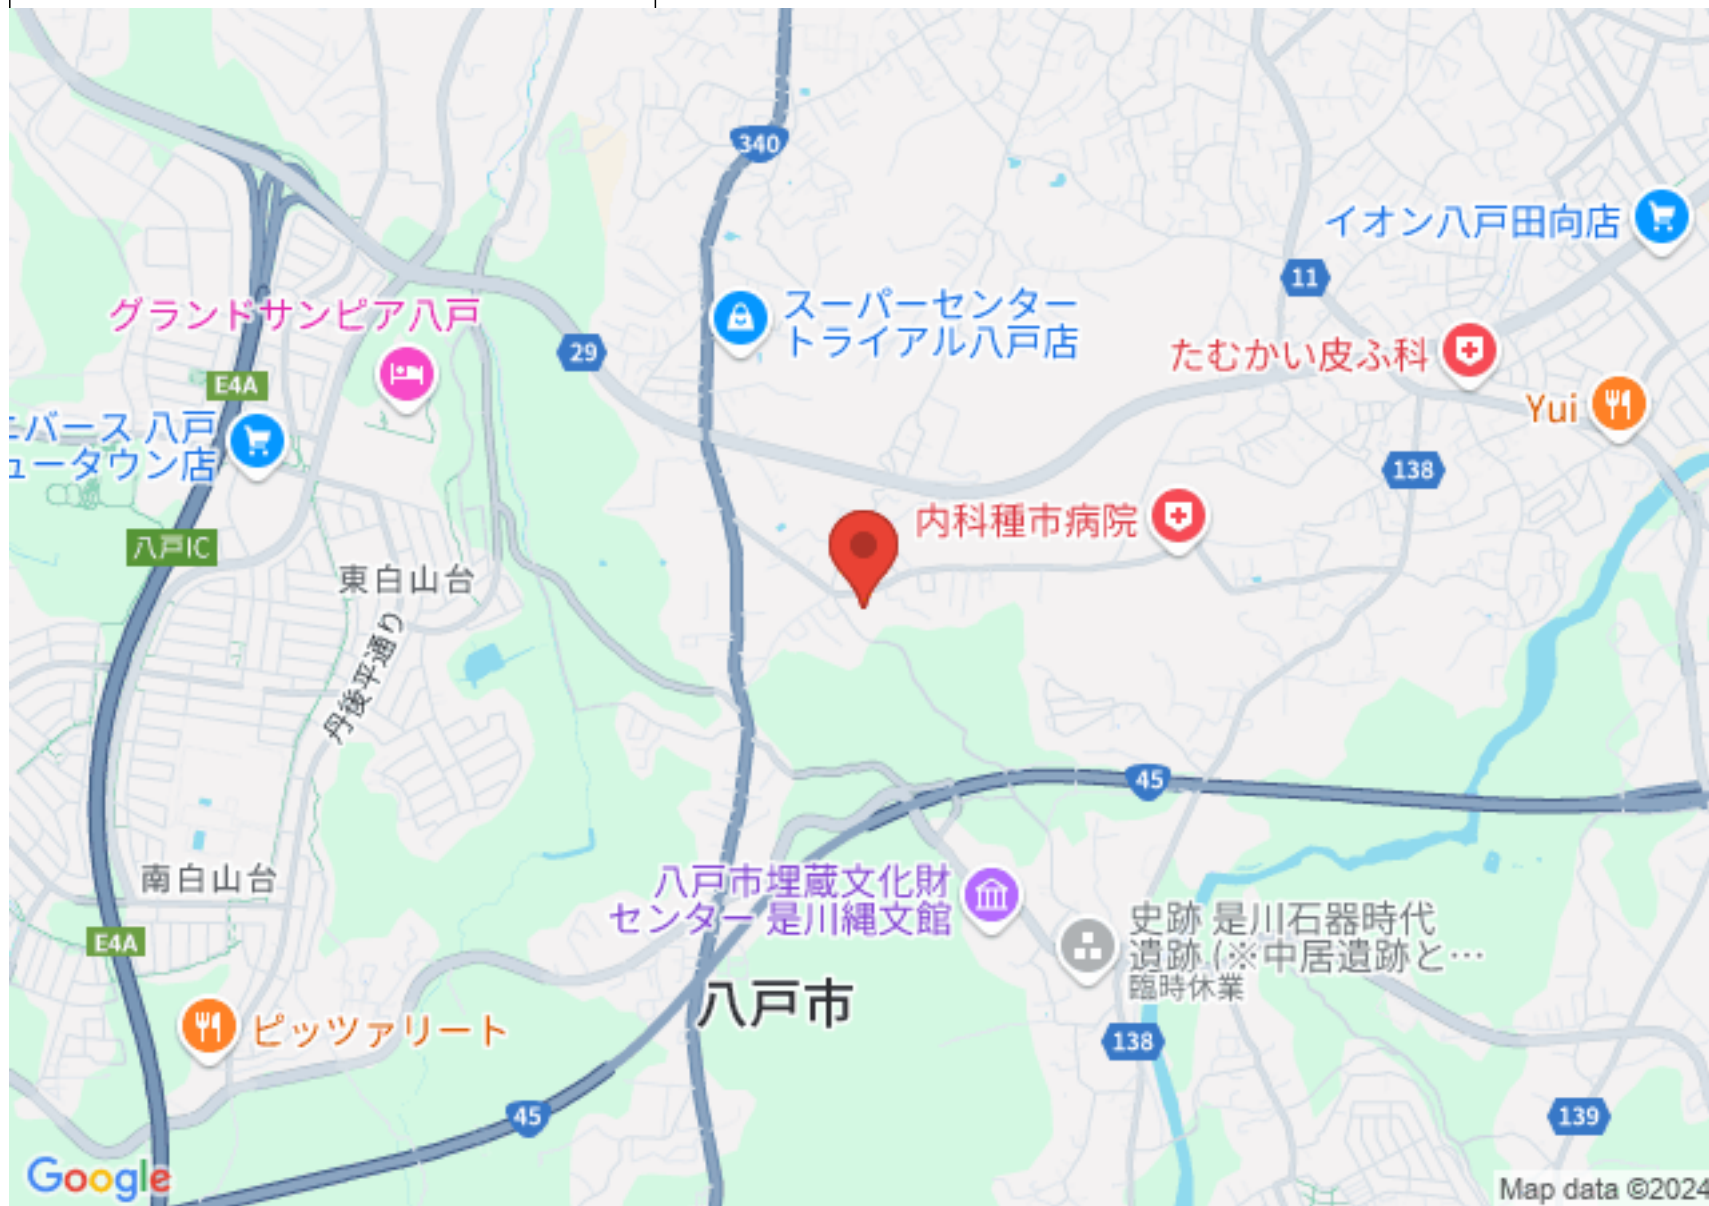 340
イオン八戸田向店
11
グランドサンピア八戸
スーパーセンター
トライアル八戸店
29
たむかい皮ふ科
E4A
Yui
バース 八戸
ュータウン店
138
内科種市病院
八戸IC
東白山台
丹後平通り
45
南白山台
八戸市埋蔵文化財
センター 是川縄文館
史跡 是川石器時代
遺跡 (※中居遺跡と…
臨時休業
E4A
八戸市
ピッツァリート
138
45
139
Google
Map data ©2024